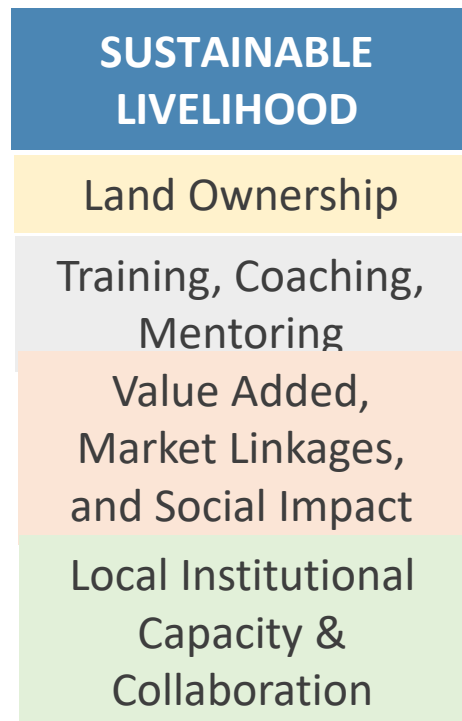 SUSTAINABLE
LIVELIHOOD
Land Ownership
Training, Coaching,
Mentoring
Value Added,
Market Linkages,
and Social Impact
Local Institutional
Capacity &
Collaboration